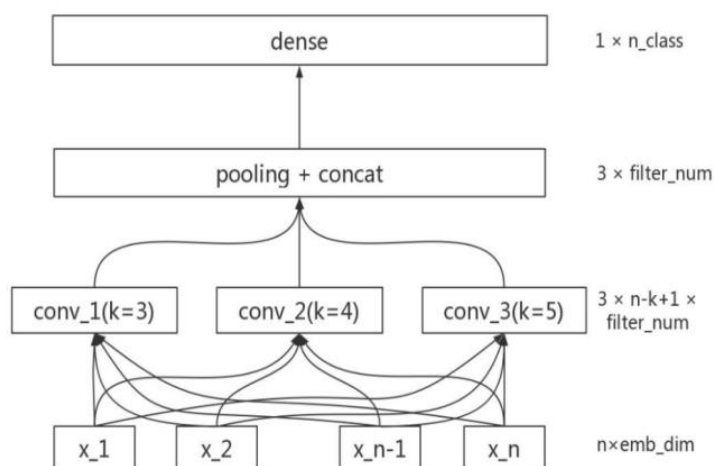 dense
1 × n_class
pooling + concat
3 × filter_num
conv_1(k=3)
conv_2(k=4)
conv_3(k=5)
3 × n-k+1 ×
filter_num
x_1
x_2
x_n-1
x_n
n×emb_dim